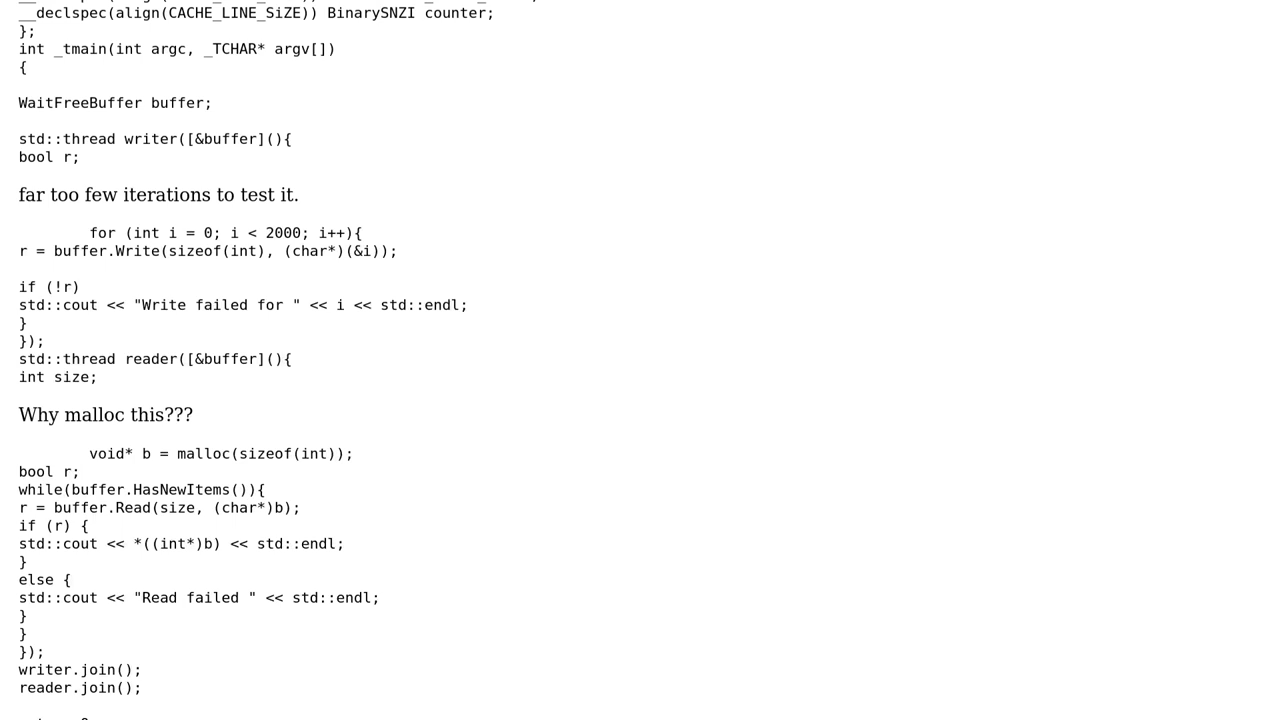 __declspec(align(CACHE_LINE_SiZE)) BinarySNZI counter;
};
int _tmain(int argc, _TCHAR* argv[])
{
WaitFreeBuffer buffer;
std::thread writer([&buffer](){
bool r;
far too few iterations to test it.
for (int i = 0; i < 2000; i++){
r = buffer.Write(sizeof(int), (char*)(&i));
if (!r)
std::cout << "Write failed for " << i << std::endl;
}
});
std::thread reader([&buffer](){
int size;
Why malloc this???
void* b = malloc(sizeof(int));
bool r;
while(buffer.HasNewItems()){
r = buffer.Read(size, (char*)b);
if (r) {
std::cout << *((int*)b) << std::endl;
}
else {
std::cout << "Read failed " << std::endl;
}
}
});
writer.join();
reader.join();